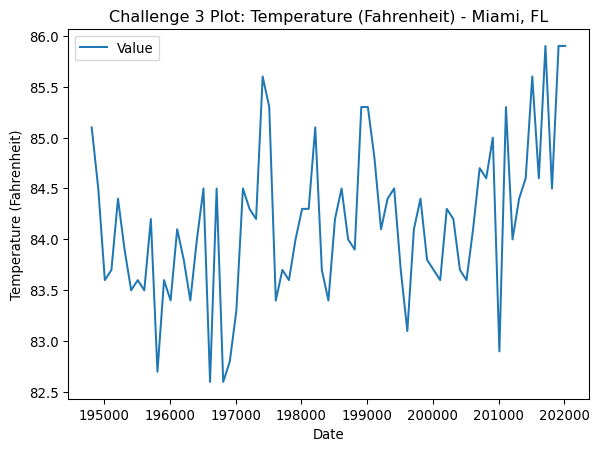 Challenge 3 Plot: Temperature (Fahrenheit) - Miami, FL
Value
86.0
85.5
85.0
84.5
84.0
83.5
83.0
82.5
Temperature (Fahrenheit)
195000 196000 197000 198000 199000 200000 201000 202000
Date